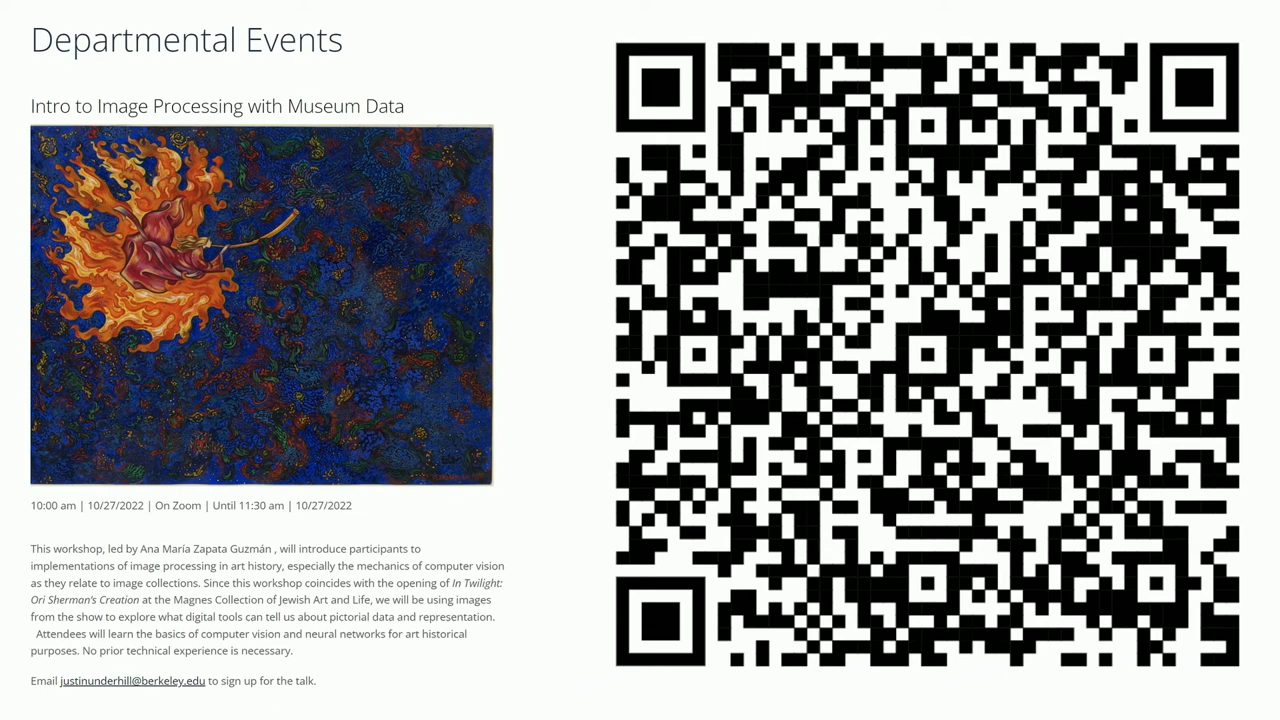 Departmental Events
Intro to Image Processing with Museum Data
10:00 am | 10/27/2022 | On Zoom | Until 11:30 am | 10/27/2022
This workshop, led by Ana María Zapata Guzmán , will introduce participants to
implementations of image processing in art history, especially the mechanics of computer vision
as they relate to image collections. Since this workshop coincides with the opening of In Twilight:
Ori Sherman's Creation at the Magnes Collection of Jewish Art and Life, we will be using images
from the show to explore what digital tools can tell us about pictorial data and representation.
Attendees will learn the basics of computer vision and neural networks for art historical
purposes. No prior technical experience is necessary.
Email justinunderhill@berkeley.edu to sign up for the talk.